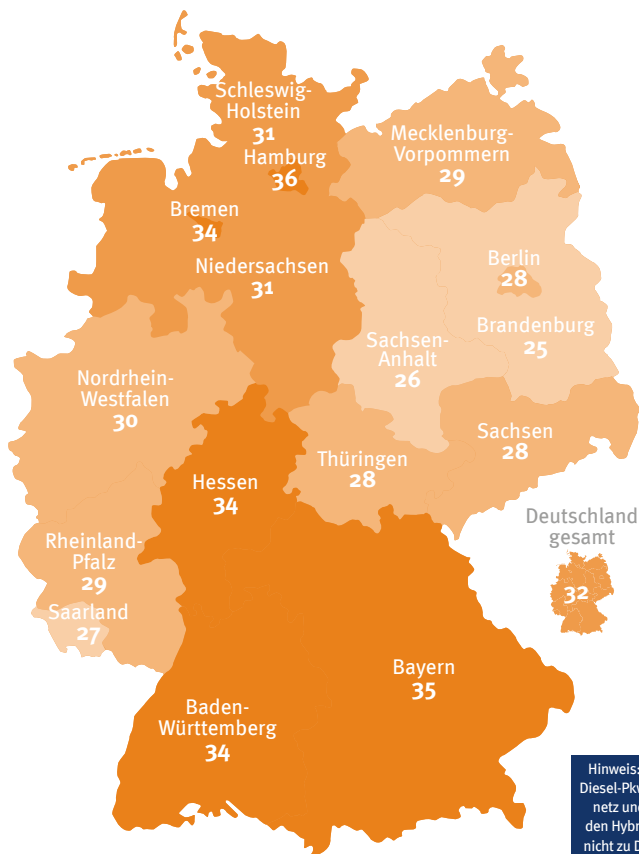 Schleswig-
Holstein
31
Hamburg
36
Mecklenburg-
Vorpommern
29
Bremen
34
Niedersachsen
31
Berlin
28
Brandenburg
25
Sachsen-
Anhalt
26
Nordrhein-
Westfalen
30
Sachsen
28
Thüringen
28
Hessen
34
Deutschland
gesamt
32
Rheinland-
Pfalz
29
Saarland
27
Bayern
35
Baden-
Württemberg
34
Hinweis:
Diesel-Pkw
netz und
den Hybr
nicht zu D